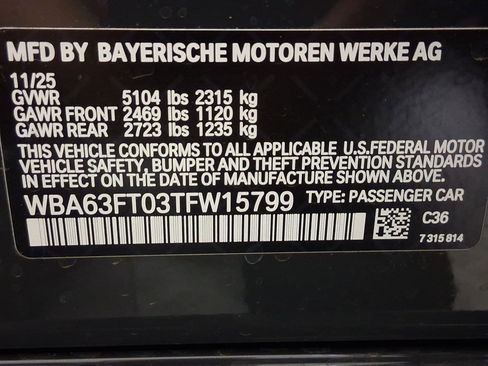 MFD BY BAYERISCHE MOTOREN WERKE AG
11/25
GVWR 5104 lbs 2315 kg
GAWR FRONT 2469 lbs 1120 kg
GAWR REAR 2723 lbs 1235 kg
THIS VEHICLE CONFORMS TO ALL APPLICABLE U.S.FEDERAL MOTOR
VEHICLE SAFETY, BUMPER AND THEFT PREVENTION STANDARDS
IN EFFECT ON THE DATE OF MANUFACTURE SHOWN ABOVE.
WBA63FT03TFW15799 TYPE: PASSENGER CAR
C36
7 315 814